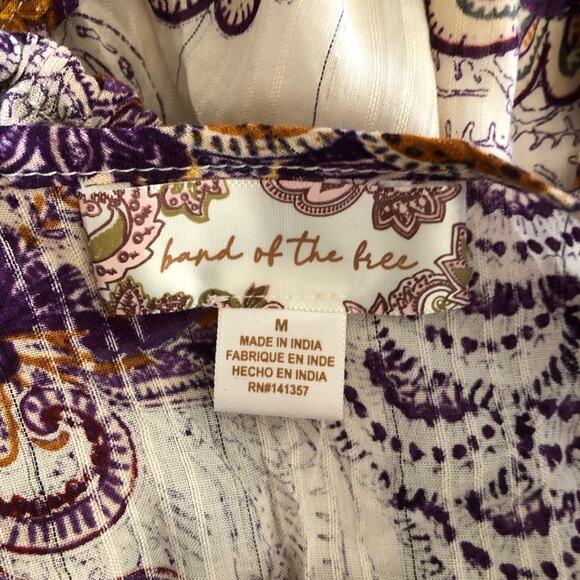 band of the free
M
MADE IN INDIA
FABRIQUE EN INDE
HECHO EN INDIA
RN#141357